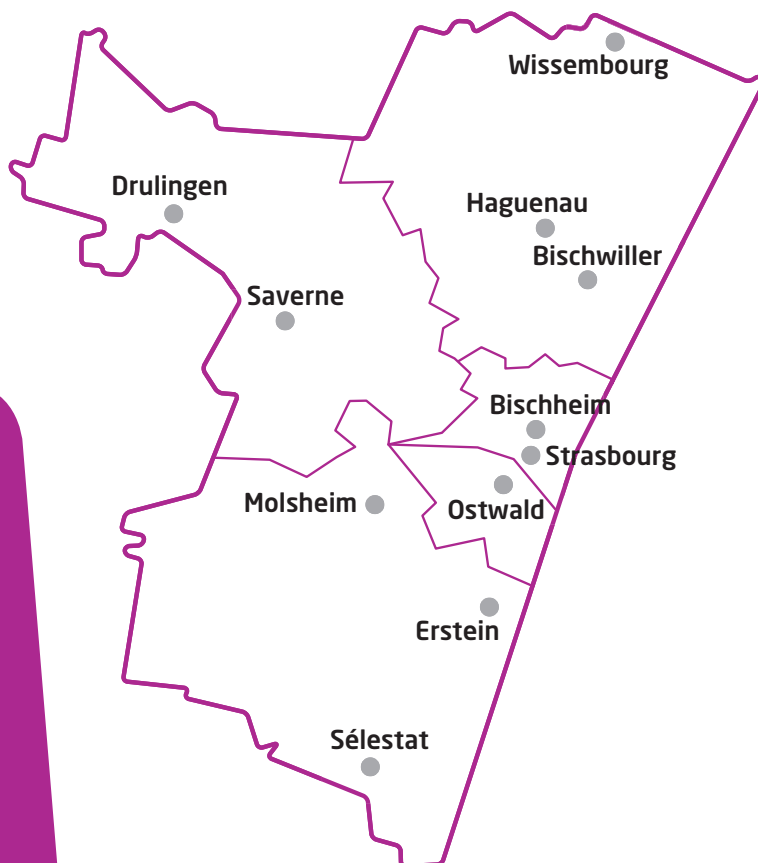 Wissembourg
Drulingen
Haguenau
Bischwiller
Saverne
Bischheim
Strasbourg
Molsheim
Ostwald
Erstein
Sélestat